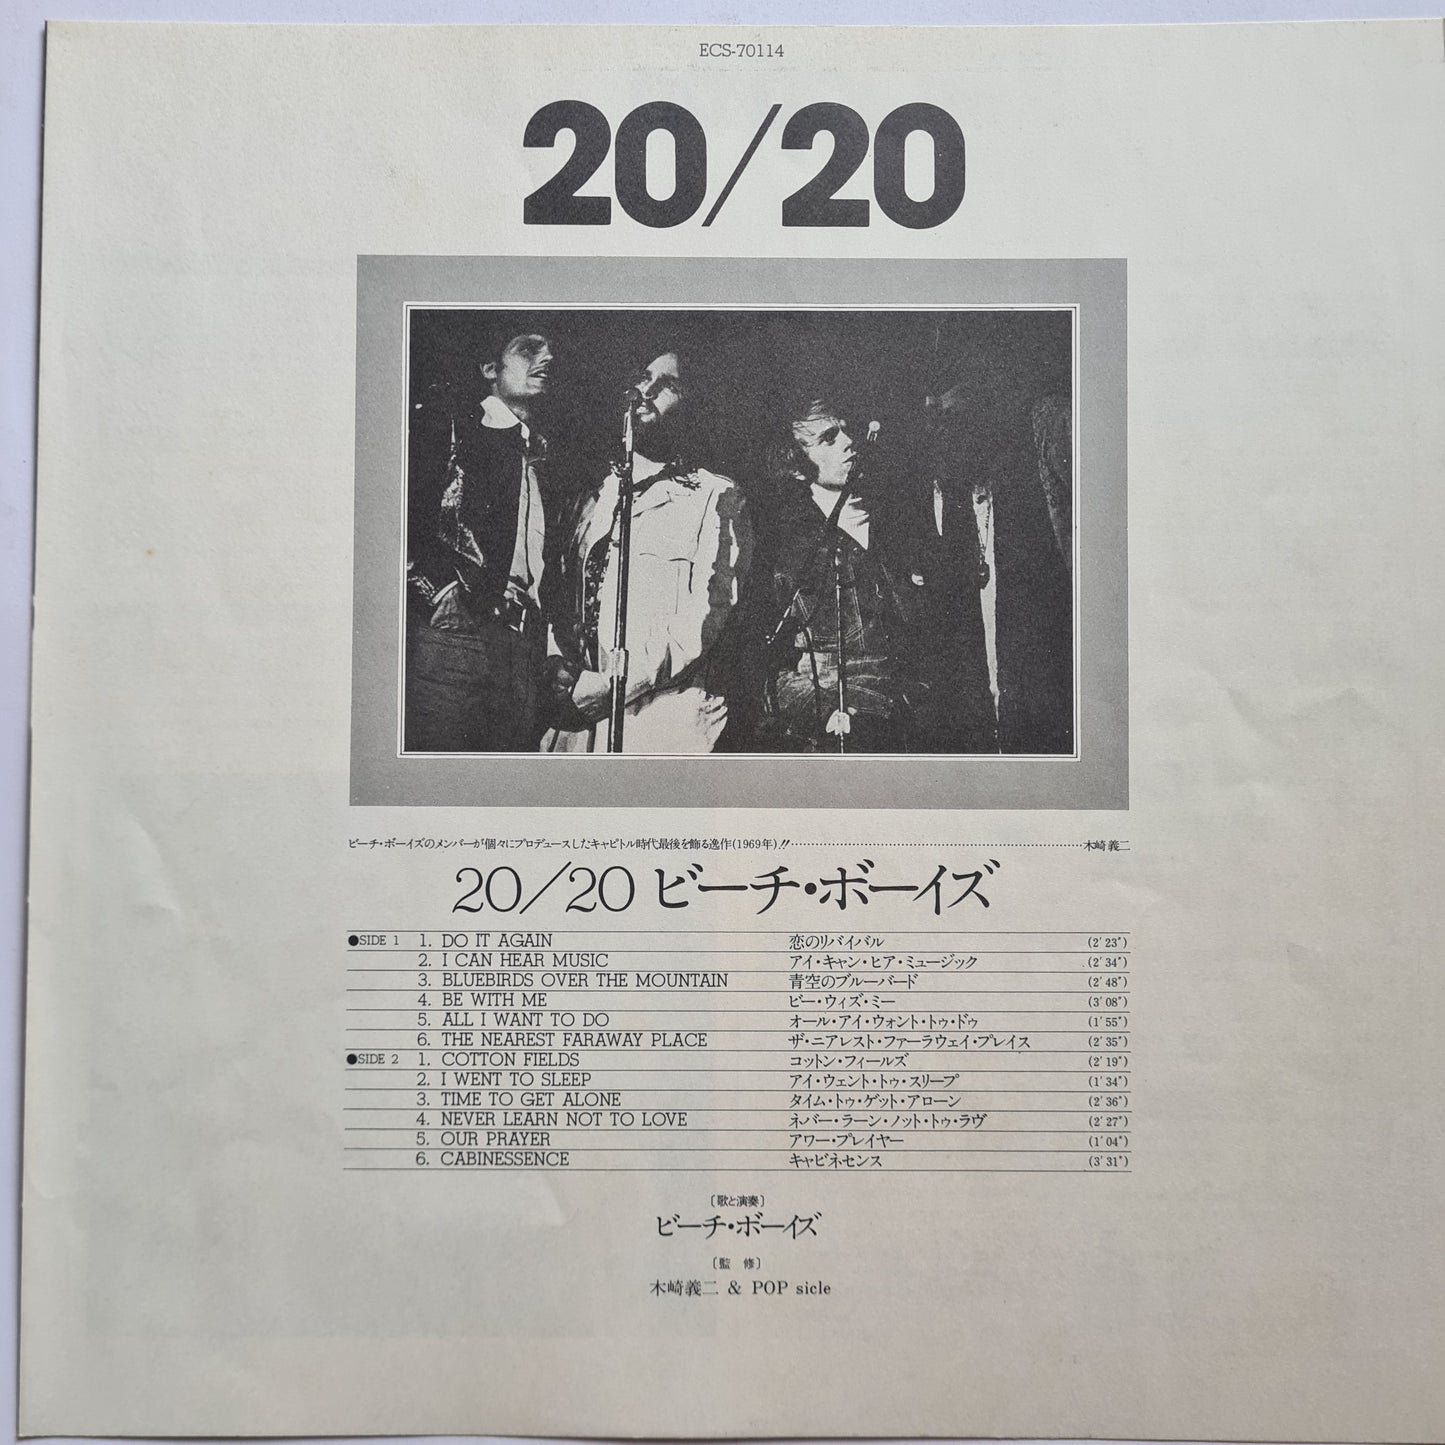 ECS-70114
20/20
ビーチ・ボーイズのメンバーが個々にプロデュースしたキャピトル時代最後を飾る逸作(1969年)!!……木崎義二
20/20 ビーチ・ボーイズ
●SIDE 1 1. DO IT AGAIN 恋のリバイバル (2'23")
2. I CAN HEAR MUSIC アイ・キャン・ヒア・ミュージック (2'34")
3. BLUEBIRDS OVER THE MOUNTAIN 青空のブルーバード (2'48")
4. BE WITH ME ビー・ウィズ・ミー (3'08")
5. ALL I WANT TO DO オール・アイ・ウォント・トゥ・ドゥ (1'55")
6. THE NEAREST FARAWAY PLACE ザ・ニアレスト・ファーラウェイ・プレイス (2'35")
●SIDE 2 1. COTTON FIELDS コットン・フィールズ (2'19")
2. I WENT TO SLEEP アイ・ウェント・トゥ・スリープ (1'34")
3. TIME TO GET ALONE タイム・トゥ・ゲット・アローン (2'36")
4. NEVER LEARN NOT TO LOVE ネバー・ラーン・ノット・トゥ・ラヴ (2'27")
5. OUR PRAYER アワー・プレイヤー (1'04")
6. CABINESSENCE キャビネセンス (3'31")
〔歌と演奏〕
ビーチ・ボーイズ
〔監 修〕
木崎義二 & POP sicle